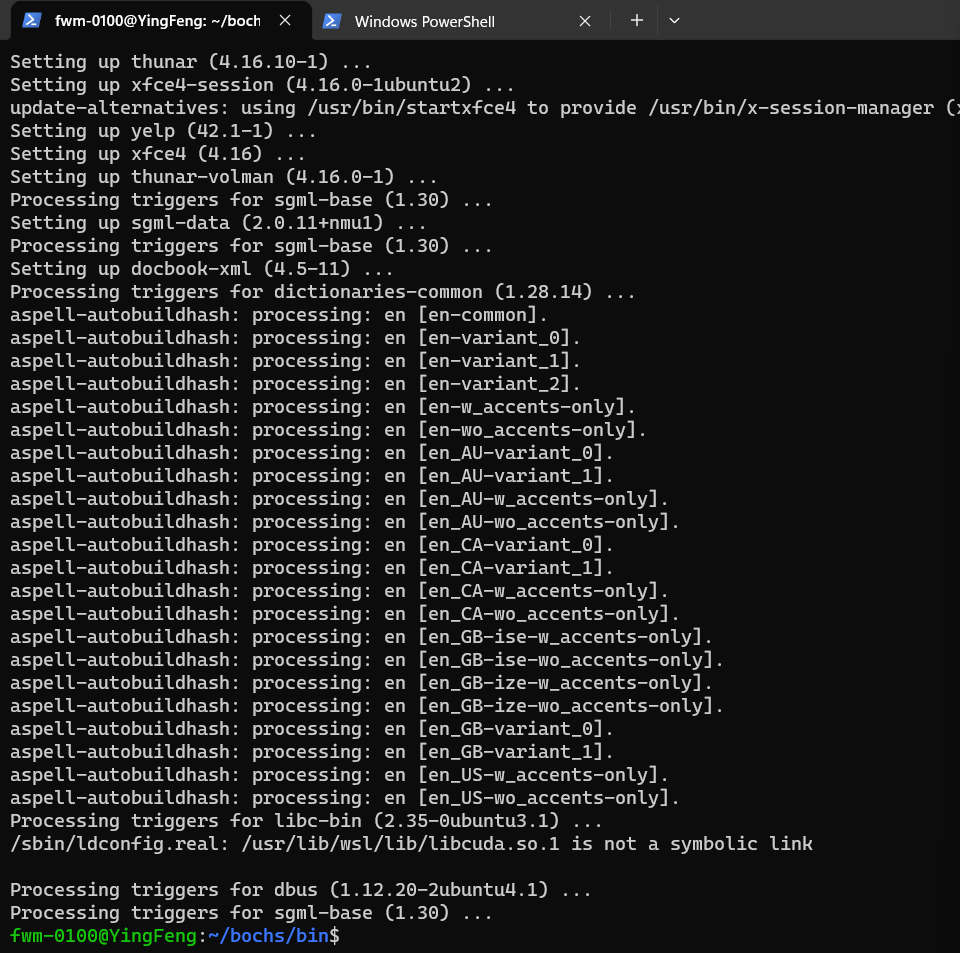 fwm-0100@YingFeng: ~/boch
Windows PowerShell
Setting up thunar (4.16.10-1) ...
Setting up xfce4-session (4.16.0-1ubuntu2) ...
update-alternatives: using /usr/bin/startxfce4 to provide /usr/bin/x-session-manager (x
Setting up yelp (42.1-1) ...
Setting up xfce4 (4.16) ...
Setting up thunar-volman (4.16.0-1) ...
Processing triggers for sgml-base (1.30) ...
Setting up sgml-data (2.0.11+nmu1) ...
Processing triggers for sgml-base (1.30) ...
Setting up docbook-xml (4.5-11) ...
Processing triggers for dictionaries-common (1.28.14) ...
aspell-autobuildhash: processing: en [en-common].
aspell-autobuildhash: processing: en [en-variant_0].
aspell-autobuildhash: processing: en [en-variant_1].
aspell-autobuildhash: processing: en [en-variant_2].
aspell-autobuildhash: processing: en [en-w_accents-only].
aspell-autobuildhash: processing: en [en-wo_accents-only].
aspell-autobuildhash: processing: en [en_AU-variant_0].
aspell-autobuildhash: processing: en [en_AU-variant_1].
aspell-autobuildhash: processing: en [en_AU-w_accents-only].
aspell-autobuildhash: processing: en [en_AU-wo_accents-only].
aspell-autobuildhash: processing: en [en_CA-variant_0].
aspell-autobuildhash: processing: en [en_CA-variant_1].
aspell-autobuildhash: processing: en [en_CA-w_accents-only].
aspell-autobuildhash: processing: en [en_CA-wo_accents-only].
aspell-autobuildhash: processing: en [en_GB-ise-w_accents-only].
aspell-autobuildhash: processing: en [en_GB-ise-wo_accents-only].
aspell-autobuildhash: processing: en [en_GB-ize-w_accents-only].
aspell-autobuildhash: processing: en [en_GB-ize-wo_accents-only].
aspell-autobuildhash: processing: en [en_GB-variant_0].
aspell-autobuildhash: processing: en [en_GB-variant_1].
aspell-autobuildhash: processing: en [en_US-w_accents-only].
aspell-autobuildhash: processing: en [en_US-wo_accents-only].
Processing triggers for libc-bin (2.35-0ubuntu3.1) ...
/sbin/ldconfig.real: /usr/lib/wsl/lib/libcuda.so.1 is not a symbolic link
Processing triggers for dbus (1.12.20-2ubuntu4.1) ...
Processing triggers for sgml-base (1.30) ...
fwm-0100@YingFeng:~/bochs/bin$